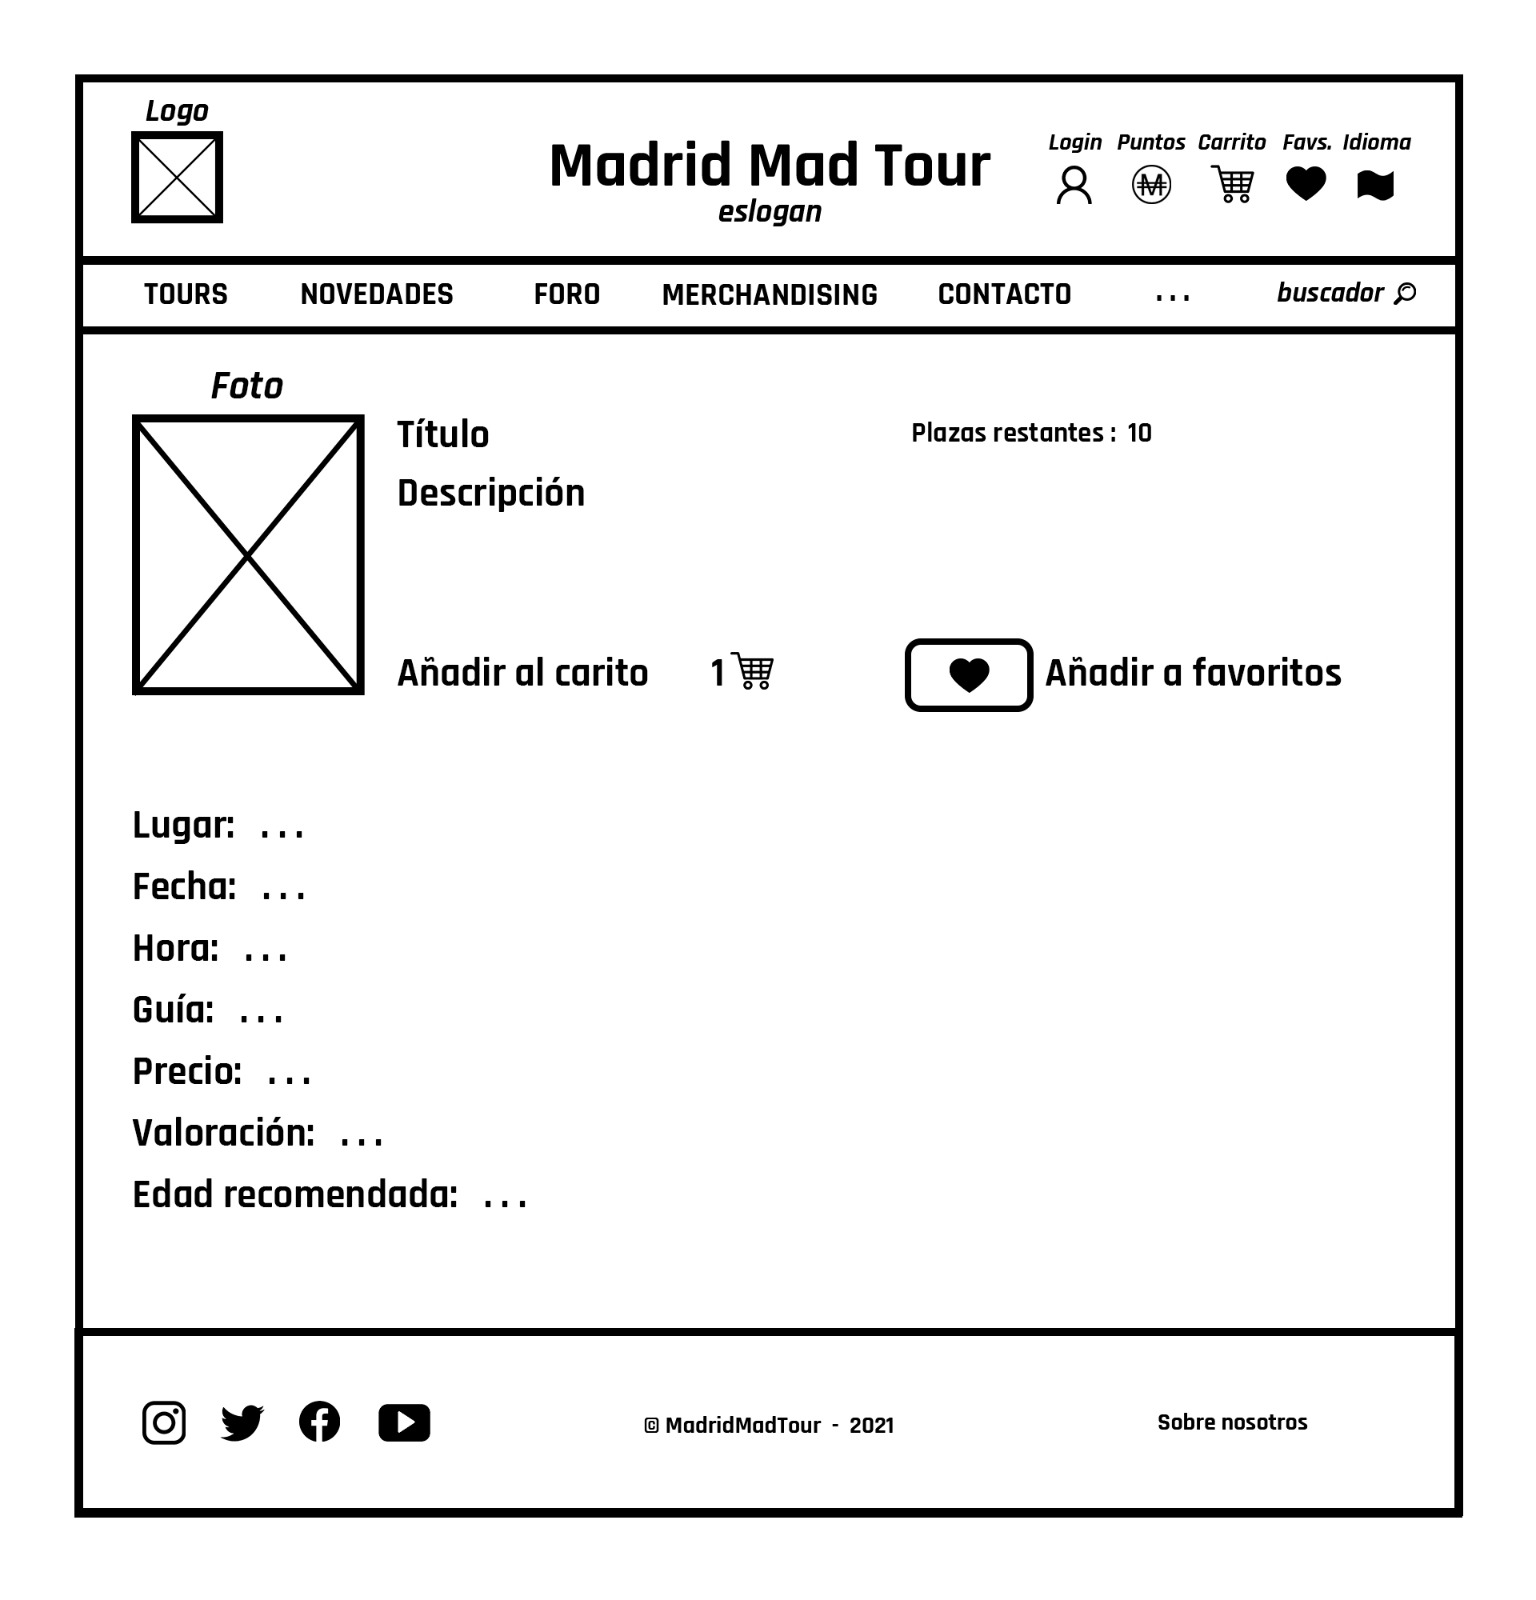 Logo
Madrid Mad Tour
eslogan
Login Puntos Carrito Favs. Idioma
TOURS NOVEDADES FORO MERCHANDISING CONTACTO ... buscador
Foto
Título
Plazas restantes : 10
Descripción
Añadir al carito 1
Añadir a favoritos
Lugar: ...
Fecha: ...
Hora: ...
Guía: ...
Precio: ...
Valoración: ...
Edad recomendada: ...
© MadridMadTour - 2021
Sobre nosotros